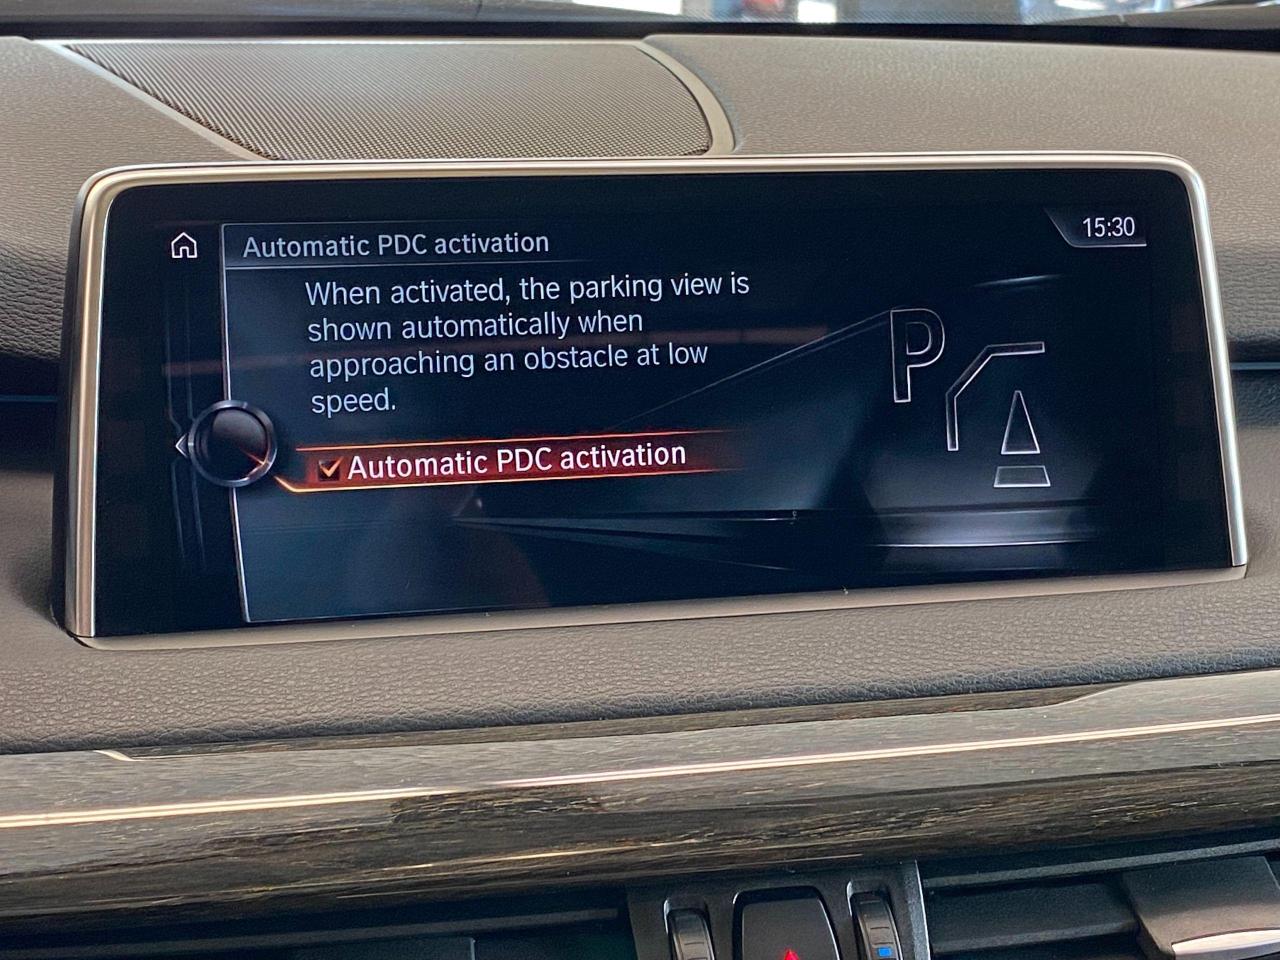 Automatic PDC activation
15:30
When activated, the parking view is
shown automatically when
approaching an obstacle at low
speed.
Automatic PDC activation
P